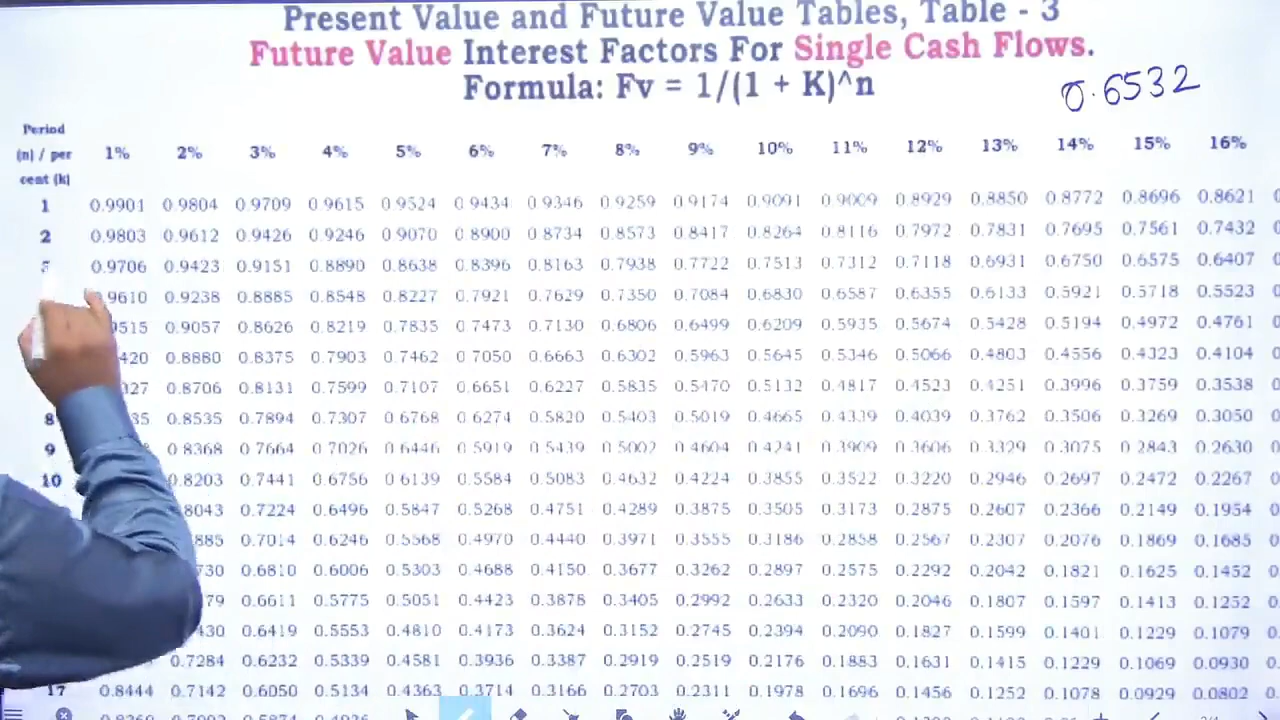 Present Value and Future Value Tables, Table - 3
Future Value Interest Factors For Single Cash Flows.
Formula: Fv = 1/(1 + K)^n
0.6532
Period
(n) / per 1% 2% 3% 4% 5% 6% 7% 8% 9% 10% 11% 12% 13% 14% 15% 16%
cent (k)
1 0.9901 0.9804 0.9709 0.9615 0.9524 0.9434 0.9346 0.9259 0.9174 0.9091 0.9009 0.8929 0.8850 0.8772 0.8696 0.8621
2 0.9803 0.9612 0.9426 0.9246 0.9070 0.8900 0.8734 0.8573 0.8417 0.8264 0.8116 0.7972 0.7831 0.7695 0.7561 0.7432
0.9706 0.9423 0.9151 0.8890 0.8638 0.8396 0.8163 0.7938 0.7722 0.7513 0.7312 0.7118 0.6931 0.6750 0.6575 0.6407
.9610 0.9238 0.8885 0.8548 0.8227 0.7921 0.7629 0.7350 0.7084 0.6830 0.6587 0.6355 0.6133 0.5921 0.5718 0.5523
9515 0.9057 0.8626 0.8219 0.7835 0.7473 0.7130 0.6806 0.6499 0.6209 0.5935 0.5674 0.5428 0.5194 0.4972 0.4761
420 0.8880 0.8375 0.7903 0.7462 0.7050 0.6663 0.6302 0.5963 0.5645 0.5346 0.5066 0.4803 0.4556 0.4323 0.4104
327 0.8706 0.8131 0.7599 0.7107 0.6651 0.6227 0.5835 0.5470 0.5132 0.4817 0.4523 0.4251 0.3996 0.3759 0.3538
8 35 0.8535 0.7894 0.7307 0.6768 0.6274 0.5820 0.5403 0.5019 0.4665 0.4339 0.4039 0.3762 0.3506 0.3269 0.3050
9 0.8368 0.7664 0.7026 0.6446 0.5919 0.5439 0.5002 0.4604 0.4241 0.3909 0.3606 0.3329 0.3075 0.2843 0.2630
10 0.8203 0.7441 0.6756 0.6139 0.5584 0.5083 0.4632 0.4224 0.3855 0.3522 0.3220 0.2946 0.2697 0.2472 0.2267
8043 0.7224 0.6496 0.5847 0.5268 0.4751 0.4289 0.3875 0.3505 0.3173 0.2875 0.2607 0.2366 0.2149 0.1954
885 0.7014 0.6246 0.5568 0.4970 0.4440 0.3971 0.3555 0.3186 0.2858 0.2567 0.2307 0.2076 0.1869 0.1685
730 0.6810 0.6006 0.5303 0.4688 0.4150 0.3677 0.3262 0.2897 0.2575 0.2292 0.2042 0.1821 0.1625 0.1452
79 0.6611 0.5775 0.5051 0.4423 0.3878 0.3405 0.2992 0.2633 0.2320 0.2046 0.1807 0.1597 0.1413 0.1252
430 0.6419 0.5553 0.4810 0.4173 0.3624 0.3152 0.2745 0.2394 0.2090 0.1827 0.1599 0.1401 0.1229 0.1079
0.7284 0.6232 0.5339 0.4581 0.3936 0.3387 0.2919 0.2519 0.2176 0.1883 0.1631 0.1415 0.1229 0.1069 0.0930
17 0.8444 0.7142 0.6050 0.5134 0.4363 0.3714 0.3166 0.2703 0.2311 0.1978 0.1696 0.1456 0.1252 0.1078 0.0929 0.0802